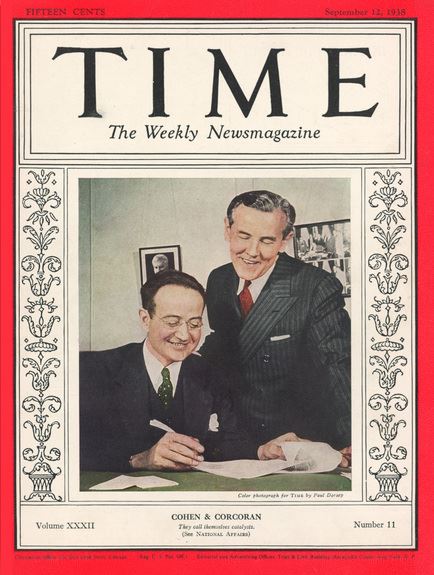 FIFTEEN CENTS September 12, 1938
TIME
The Weekly Newsmagazine
Color photograph for TIME by Paul Dorsey
COHEN & CORCORAN
Volume XXXII They call themselves catalysts. Number 11
(See NATIONAL AFFAIRS)